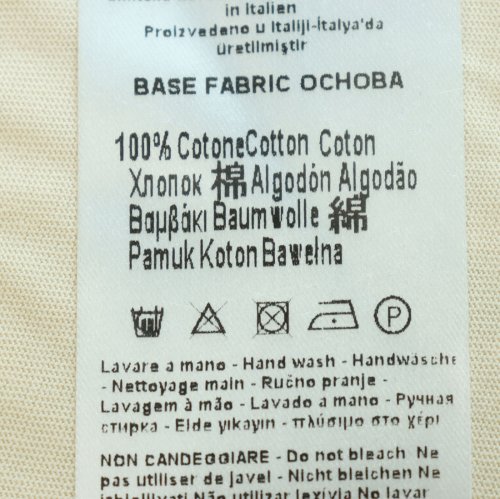 in Italien
Proizvedeno u Italiji-İtalya'da
üretilmiştir
BASE FABRIC ОСНОВА
100% CotoneCotton Coton
Хлопок 棉 Algodón Algodão
Βαμβάκι Baumwolle 綿
Pamuk Koton Bawełna
P
Lavare a mano - Hand wash - Handwäsche
- Nettoyage main - Ručno pranje -
Lavagem à mão - Lavado a mano - Ручная
стирка - Elde yıkayın - πλύσιμο στο χέρι
NON CANDEGGIARE - Do not bleach Ne
pas utiliser de javel - Nicht bleichen Ne
Não utilizar lexívia No lavar